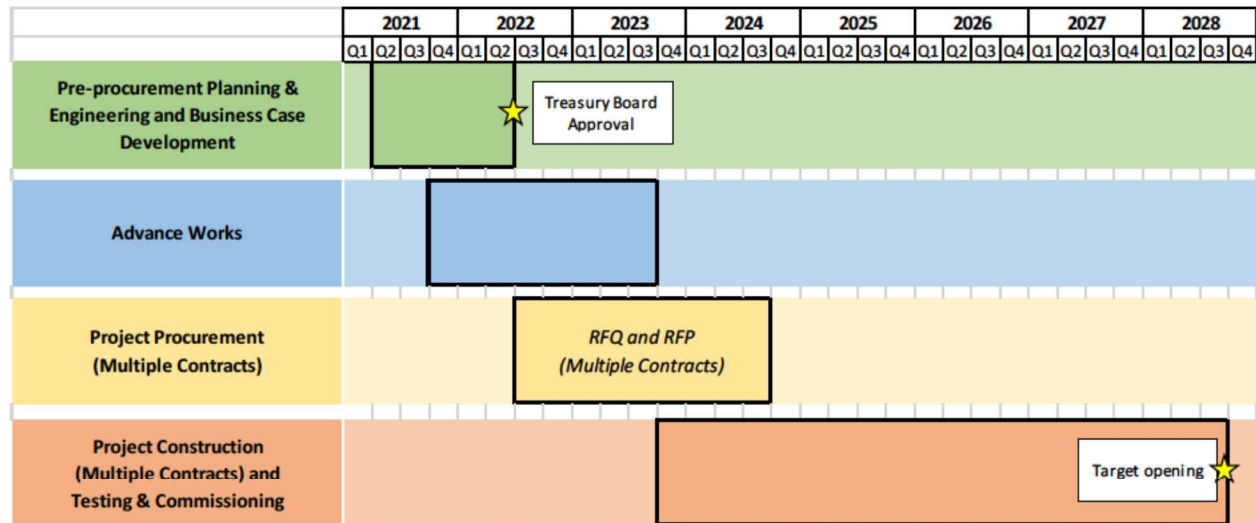 2021 2022 2023 2024 2025 2026 2027 2028
Q1 Q2 Q3 Q4 Q1 Q2 Q3 Q4 Q1 Q2 Q3 Q4 Q1 Q2 Q3 Q4 Q1 Q2 Q3 Q4 Q1 Q2 Q3 Q4 Q1 Q2 Q3 Q4 Q1 Q2 Q3 Q4
Pre-procurement Planning &
Engineering and Business Case
Development
Treasury Board
Approval
Advance Works
Project Procurement
(Multiple Contracts)
RFQ and RFP
(Multiple Contracts)
Project Construction
(Multiple Contracts) and
Testing & Commissioning
Target opening